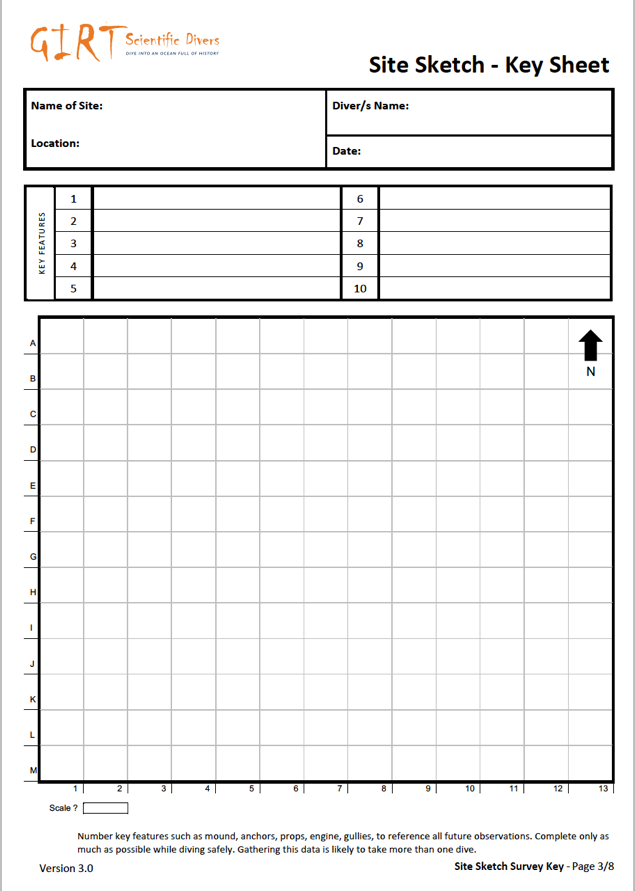 GIRT Scientific Divers
DIVE INTO AN OCEAN FULL OF HISTORY
Site Sketch - Key Sheet
Name of Site:
Location:
Diver/s Name:
Date:
KEY FEATURES
1
2
3
4
5
6
7
8
9
10
N
A
B
C
D
E
F
G
H
I
J
K
L
M
1 2 3 4 5 6 7 8 9 10 11 12 13
Scale ?
Number key features such as mound, anchors, props, engine, gullies, to reference all future observations. Complete only as
much as possible while diving safely. Gathering this data is likely to take more than one dive.
Version 3.0
Site Sketch Survey Key - Page 3/8